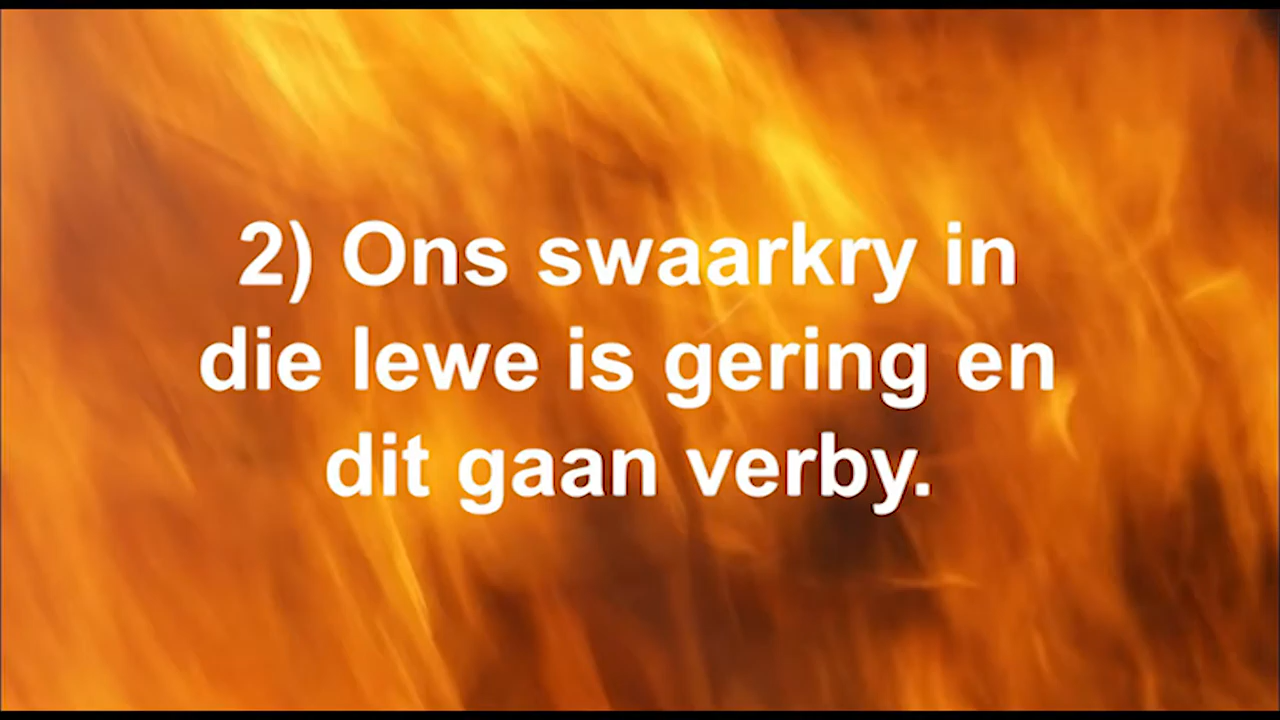 2) Ons swaarkry in
die lewe is gering en
dit gaan verby.